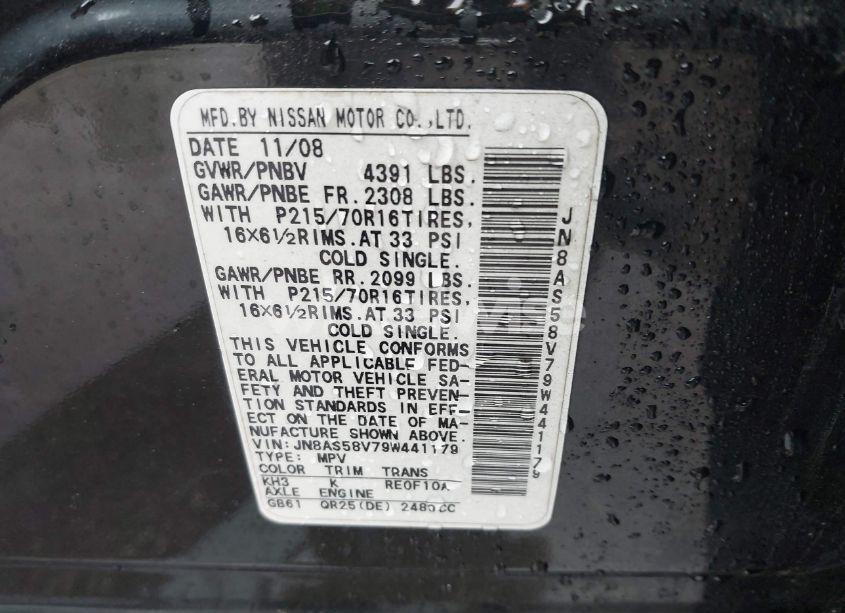 MFD.BY NISSAN MOTOR CO.,LTD.
DATE 11/08
GVWR/PNBV 4391 LBS.
GAWR/PNBE FR.2308 LBS.
WITH P215/70R16TIRES,
16X6½RIMS.AT 33 PSI
COLD SINGLE.
GAWR/PNBE RR.2099 LBS.
WITH P215/70R16TIRES,
16X6½RIMS.AT 33 PSI
COLD SINGLE.
THIS VEHICLE CONFORMS
TO ALL APPLICABLE FED-
ERAL MOTOR VEHICLE SA-
FETY AND THEFT PREVEN-
TION STANDARDS IN EFF-
ECT ON THE DATE OF MA-
NUFACTURE SHOWN ABOVE.
VIN:JN8AS58V79W441179
TYPE: MPV
COLOR TRIM TRANS
KH3 K RE0F10A
AXLE ENGINE
GB61 QR25(DE) 2488CC
JN8AS58V79W441179